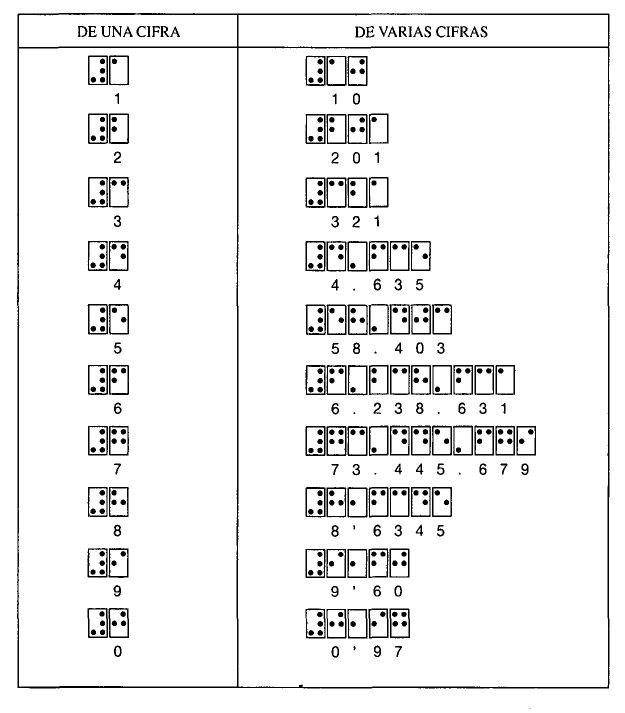 DE UNA CIFRA DE VARIAS CIFRAS
1 1 0
2 2 0 1
3 3 2 1
4 4 . 6 3 5
5 5 8 . 4 0 3
6 6 . 2 3 8 . 6 3 1
7 7 3 . 4 4 5 . 6 7 9
8 8 ' 6 3 4 5
9 9 ' 6 0
0 0 ' 9 7